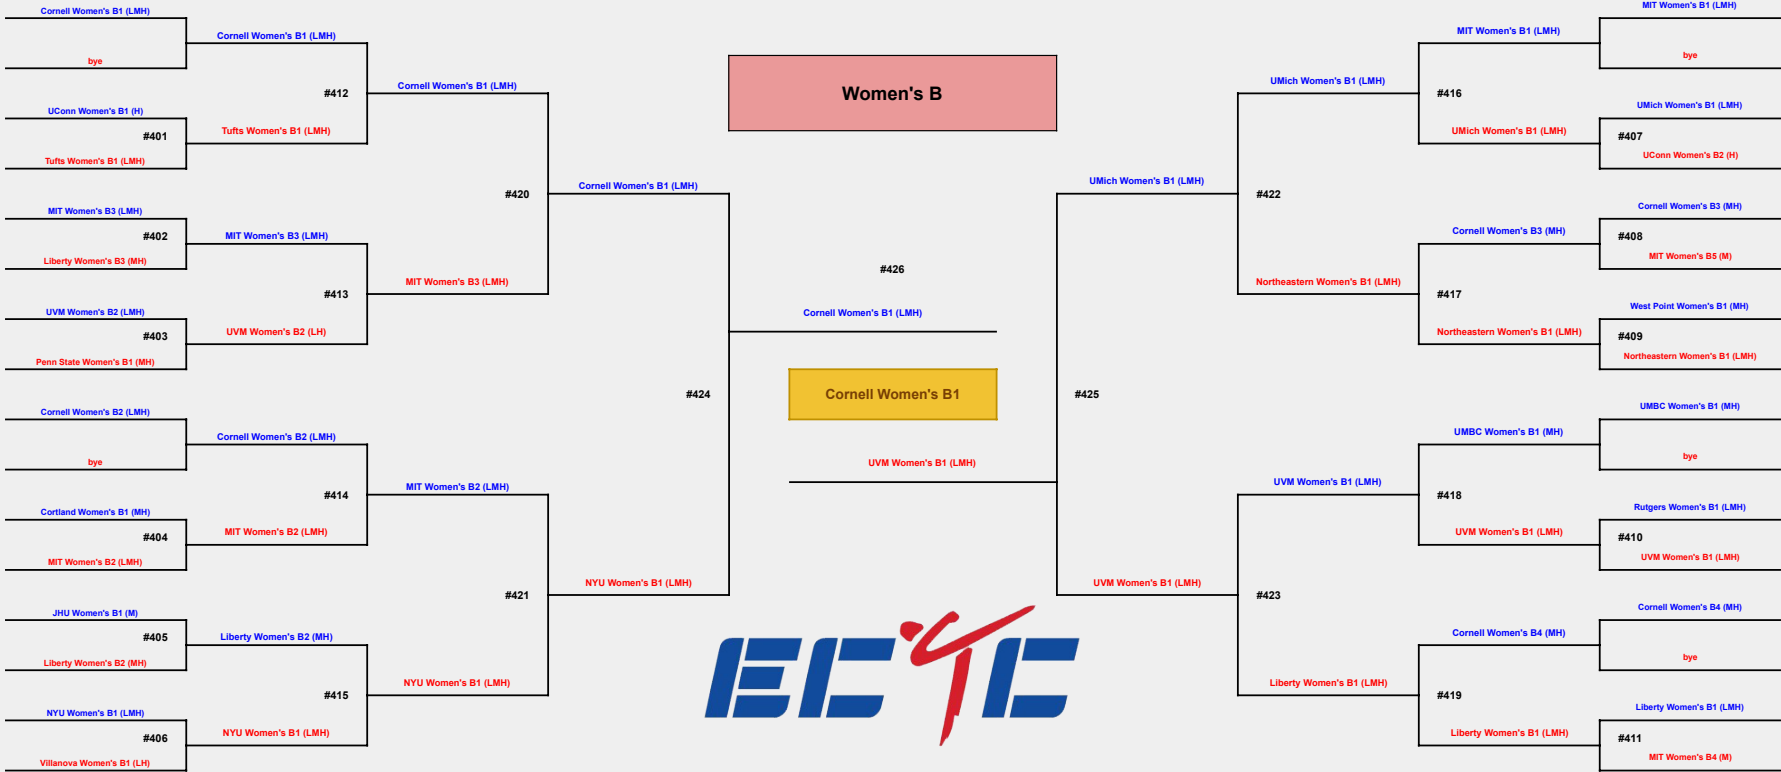 Cornell Women's B1 (LMH)
bye
UConn Women's B1 (H)
#401
Tufts Women's B1 (LMH)
MIT Women's B3 (LMH)
#402
Liberty Women's B3 (MH)
UVM Women's B2 (LMH)
#403
Penn State Women's B1 (MH)
Cornell Women's B2 (LMH)
bye
Cortland Women's B1 (MH)
#404
MIT Women's B2 (LMH)
JHU Women's B1 (M)
#405
Liberty Women's B2 (MH)
NYU Women's B1 (LMH)
#406
Villanova Women's B1 (LH)
Cornell Women's B1 (LMH)
#412
Tufts Women's B1 (LMH)
MIT Women's B3 (LMH)
#413
UVM Women's B2 (LH)
Cornell Women's B2 (LMH)
#414
MIT Women's B2 (LMH)
Liberty Women's B2 (MH)
#415
NYU Women's B1 (LMH)
Cornell Women's B1 (LMH)
#420
MIT Women's B3 (LMH)
MIT Women's B2 (LMH)
#421
NYU Women's B1 (LMH)
Cornell Women's B1 (LMH)
#424
NYU Women's B1 (LMH)
Women's B
#426
Cornell Women's B1 (LMH)
Cornell Women's B1
UVM Women's B1 (LMH)
ECTC
UMich Women's B1 (LMH)
#425
UVM Women's B1 (LMH)
UMich Women's B1 (LMH)
#422
Northeastern Women's B1 (LMH)
UVM Women's B1 (LMH)
#423
Liberty Women's B1 (LMH)
MIT Women's B1 (LMH)
#416
UMich Women's B1 (LMH)
Cornell Women's B3 (MH)
#417
Northeastern Women's B1 (LMH)
UMBC Women's B1 (MH)
#418
UVM Women's B1 (LMH)
Cornell Women's B4 (MH)
#419
Liberty Women's B1 (LMH)
MIT Women's B1 (LMH)
bye
UMich Women's B1 (LMH)
#407
UConn Women's B2 (H)
Cornell Women's B3 (MH)
#408
MIT Women's B5 (M)
West Point Women's B1 (MH)
#409
Northeastern Women's B1 (LMH)
UMBC Women's B1 (MH)
bye
Rutgers Women's B1 (LMH)
#410
UVM Women's B1 (LMH)
Cornell Women's B4 (MH)
bye
Liberty Women's B1 (LMH)
#411
MIT Women's B4 (M)